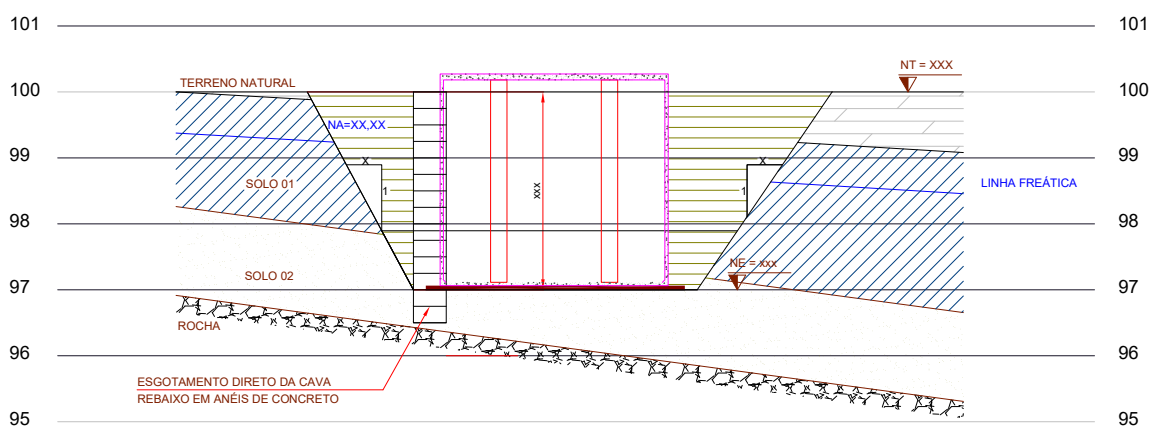 101
101
TERRENO NATURAL
NT = XXX
100
100
NA=XX,XX
99
X
X
99
SOLO 01
1
xxx
1
LINHA FREÁTICA
98
98
SOLO 02
NE = xxx
97
97
ROCHA
96
96
ESGOTAMENTO DIRETO DA CAVA
REBAIXO EM ANÉIS DE CONCRETO
95
95